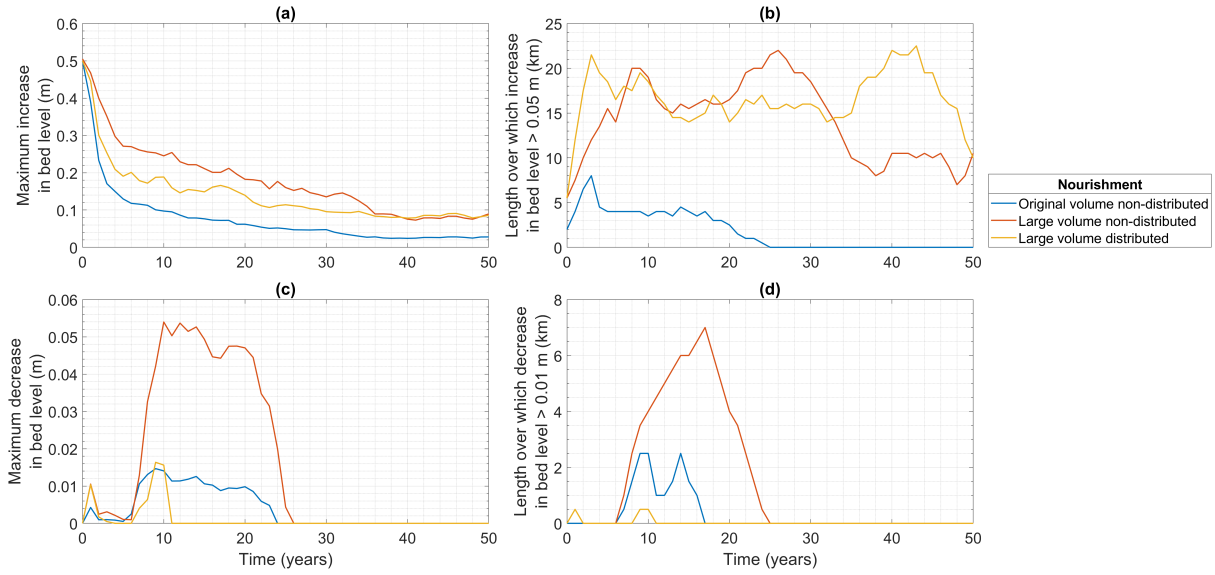 (a)
0.6
0.5
0.4
0.3
0.2
0.1
0
Maximum increase
in bed level (m)
0 10 20 30 40 50
(b)
25
20
15
10
5
0
Length over which increase
in bed level > 0.05 m (km)
0 10 20 30 40 50
Nourishment
Original volume non-distributed
Large volume non-distributed
Large volume distributed
(c)
0.06
0.05
0.04
0.03
0.02
0.01
0
Maximum decrease
in bed level (m)
0 10 20 30 40 50
Time (years)
(d)
8
6
4
2
0
Length over which decrease
in bed level > 0.01 m (km)
0 10 20 30 40 50
Time (years)